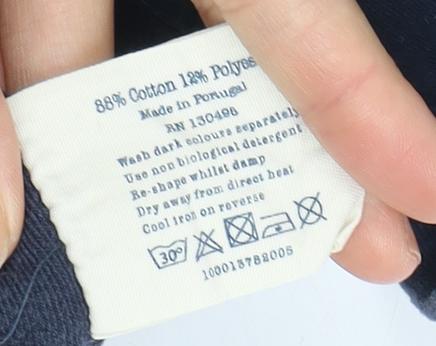 88% Cotton 12% Polyes
Made in Portugal
RN 130496
Wash dark colours separately
Use non biological detergent
Re-shape whilst damp
Dry away from direct heat
Cool iron on reverse
30°
100013782005